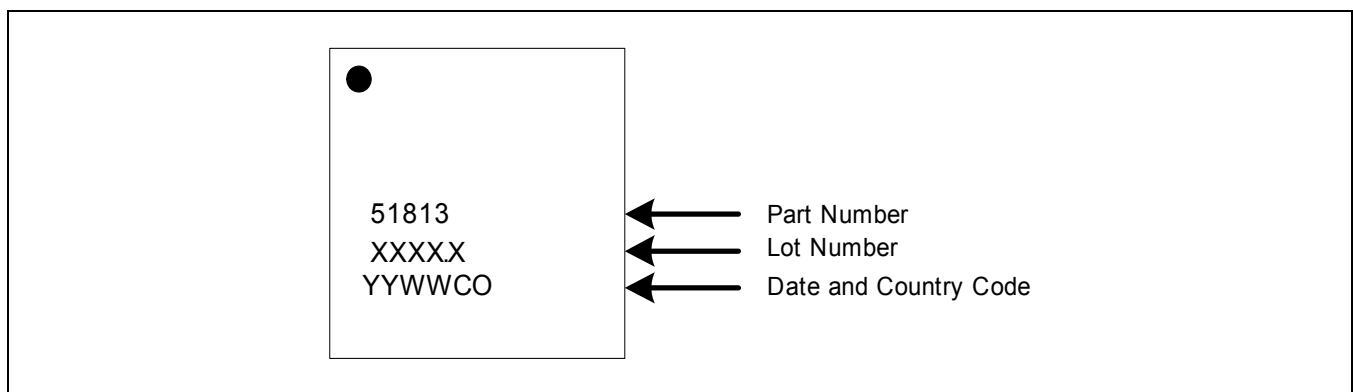 51813 Part Number
XXXX.X Lot Number
YYWWCO Date and Country Code